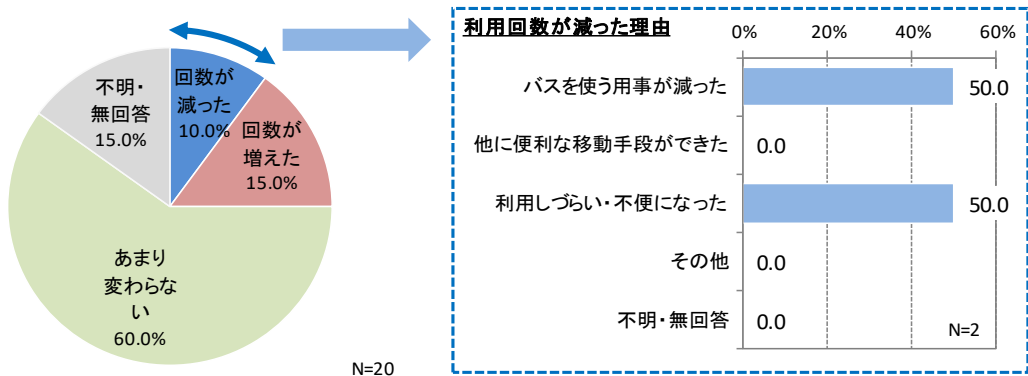 回数が
減った
10.0%
回数が
増えた
15.0%
あまり
変わらな
い
60.0%
不明・
無回答
15.0%
N=20
利用回数が減った理由
0% 20% 40% 60%
バスを使う用事が減った 50.0
他に便利な移動手段ができた 0.0
利用しづらい・不便になった 50.0
その他 0.0
不明・無回答 0.0
N=2